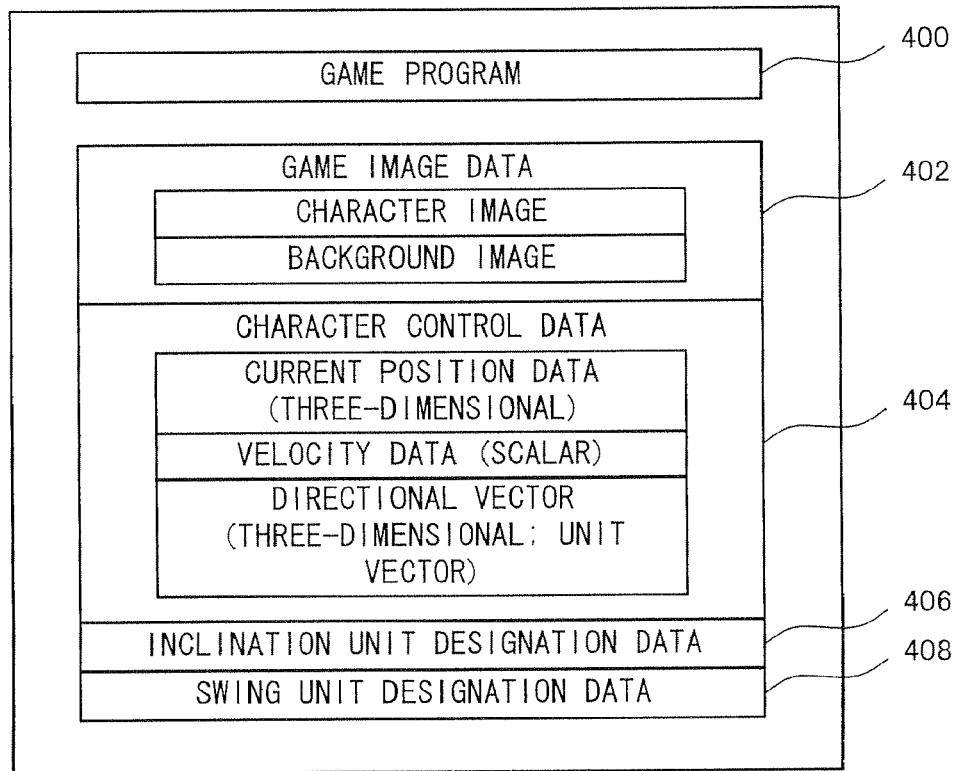 GAME PROGRAM
400
GAME IMAGE DATA
402
CHARACTER IMAGE
BACKGROUND IMAGE
CHARACTER CONTROL DATA
CURRENT POSITION DATA
(THREE-DIMENSIONAL)
404
VELOCITY DATA (SCALAR)
DIRECTIONAL VECTOR
(THREE-DIMENSIONAL: UNIT
VECTOR)
INCLINATION UNIT DESIGNATION DATA
406
SWING UNIT DESIGNATION DATA
408